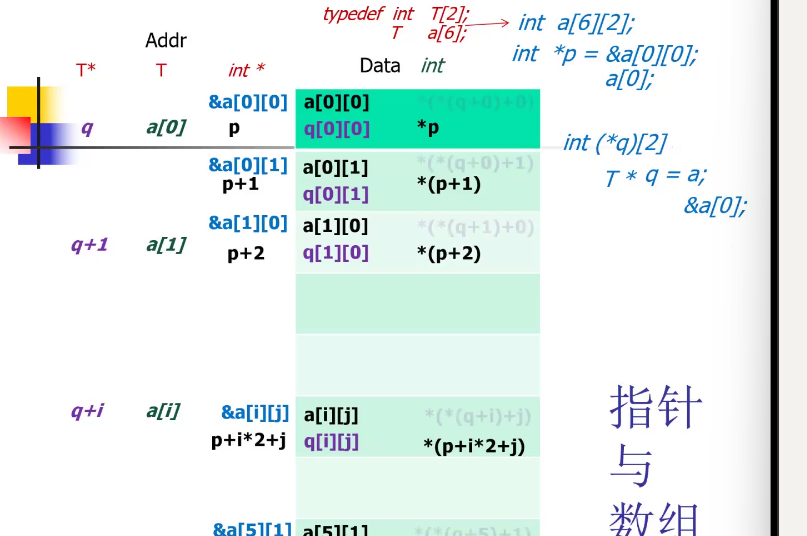 typedef int T[2];
T a[6];
int a[6][2];
int *p = &a[0][0];
a[0];
Addr
T* T int *
Data int
&a[0][0] a[0][0] *(*(q+0)+0)
q a[0] p q[0][0] *p
int (*q)[2]
T * q = a;
&a[0];
&a[0][1] a[0][1] *(*(q+0)+1)
p+1 q[0][1] *(p+1)
&a[1][0] a[1][0] *(*(q+1)+0)
q+1 a[1] p+2 q[1][0] *(p+2)
q+i a[i] &a[i][j] a[i][j] *(*(q+i)+j)
p+i*2+j q[i][j] *(p+i*2+j)
&a[5][1] a[5][1] *(*(q+5)+1)
指针
与
数组